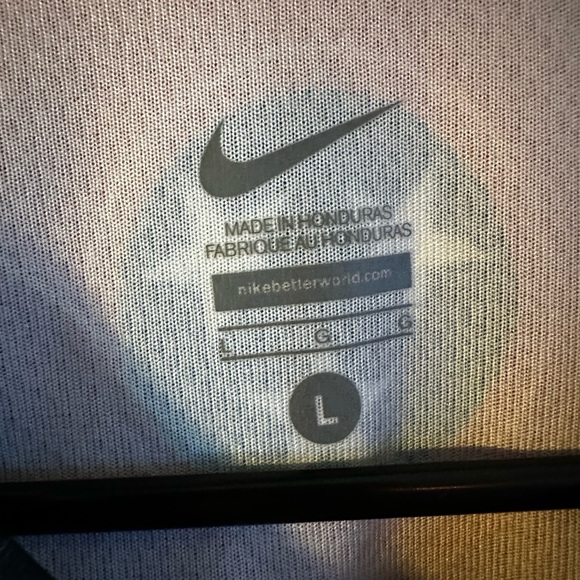 MADE IN HONDURAS
FABRIQUE AU HONDURAS
nikebetterworld.com
L G G
L